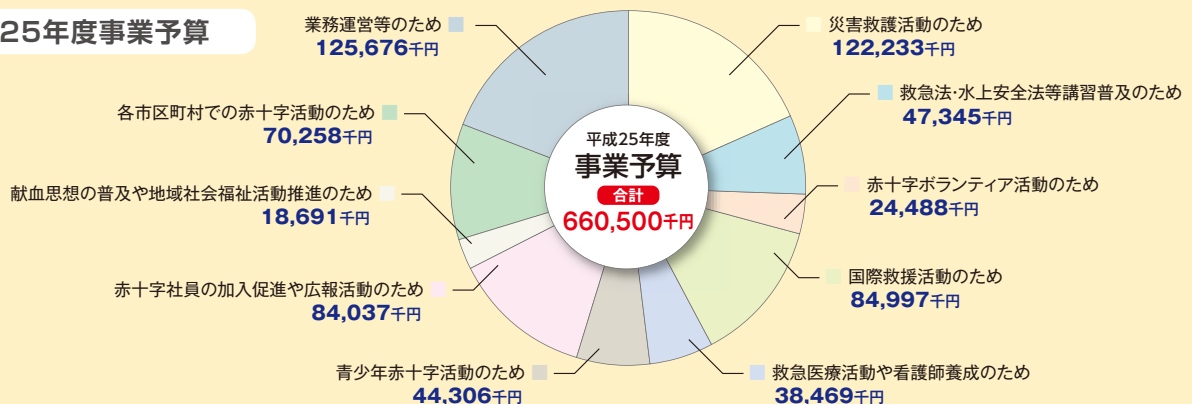 25年度事業予算
業務運営等のため
125,676千円
災害救護活動のため
122,233千円
救急法・水上安全法等講習普及のため
47,345千円
各市区町村での赤十字活動のため
70,258千円
平成25年度
事業予算
合計
660,500千円
赤十字ボランティア活動のため
24,488千円
献血思想の普及や地域社会福祉活動推進のため
18,691千円
国際救援活動のため
84,997千円
赤十字社員の加入促進や広報活動のため
84,037千円
青少年赤十字活動のため
44,306千円
救急医療活動や看護師養成のため
38,469千円